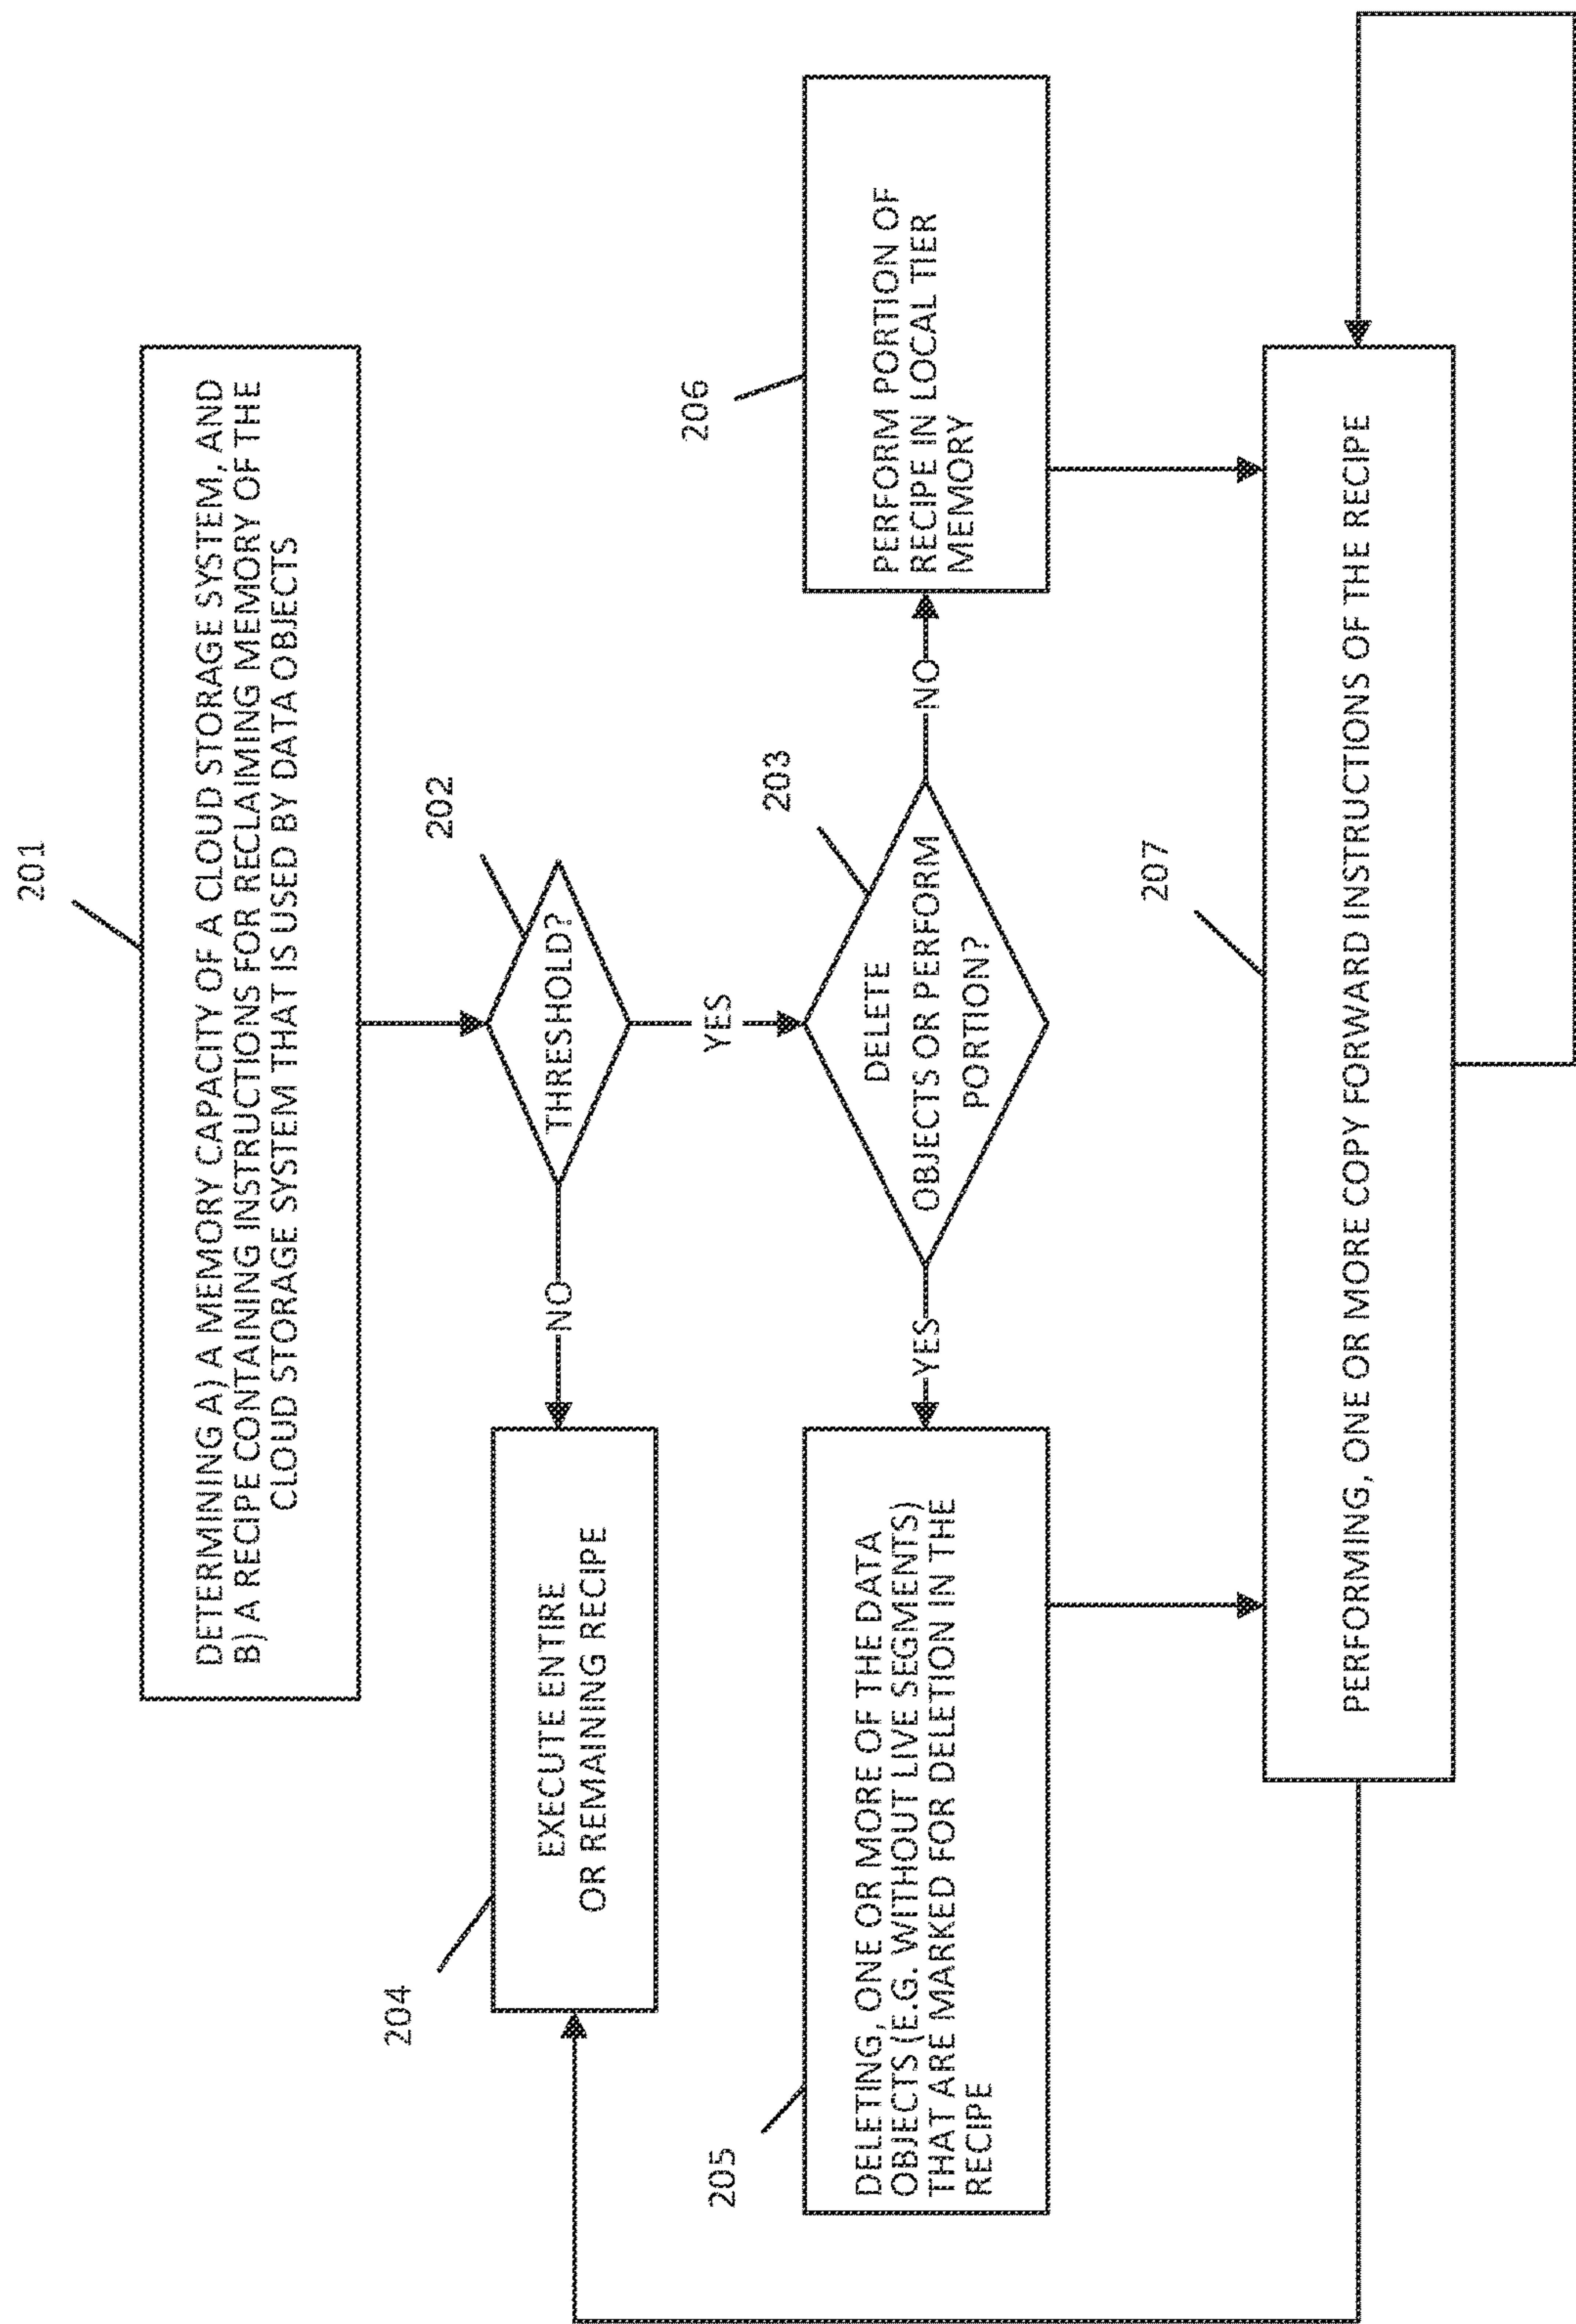 201
DETERMINING A) A MEMORY CAPACITY OF A CLOUD STORAGE SYSTEM, AND
B) A RECIPE CONTAINING INSTRUCTIONS FOR RECLAIMING MEMORY OF THE
CLOUD STORAGE SYSTEM THAT IS USED BY DATA OBJECTS
202
THRESHOLD?
NO
YES
204
EXECUTE ENTIRE
OR REMAINING RECIPE
203
DELETE
OBJECTS OR PERFORM
PORTION?
YES
NO
205
DELETING, ONE OR MORE OF THE DATA
OBJECTS (E.G. WITHOUT LIVE SEGMENTS)
THAT ARE MARKED FOR DELETION IN THE
RECIPE
206
PERFORM PORTION OF
RECIPE IN LOCAL TIER
MEMORY
207
PERFORMING, ONE OR MORE COPY FORWARD INSTRUCTIONS OF THE RECIPE